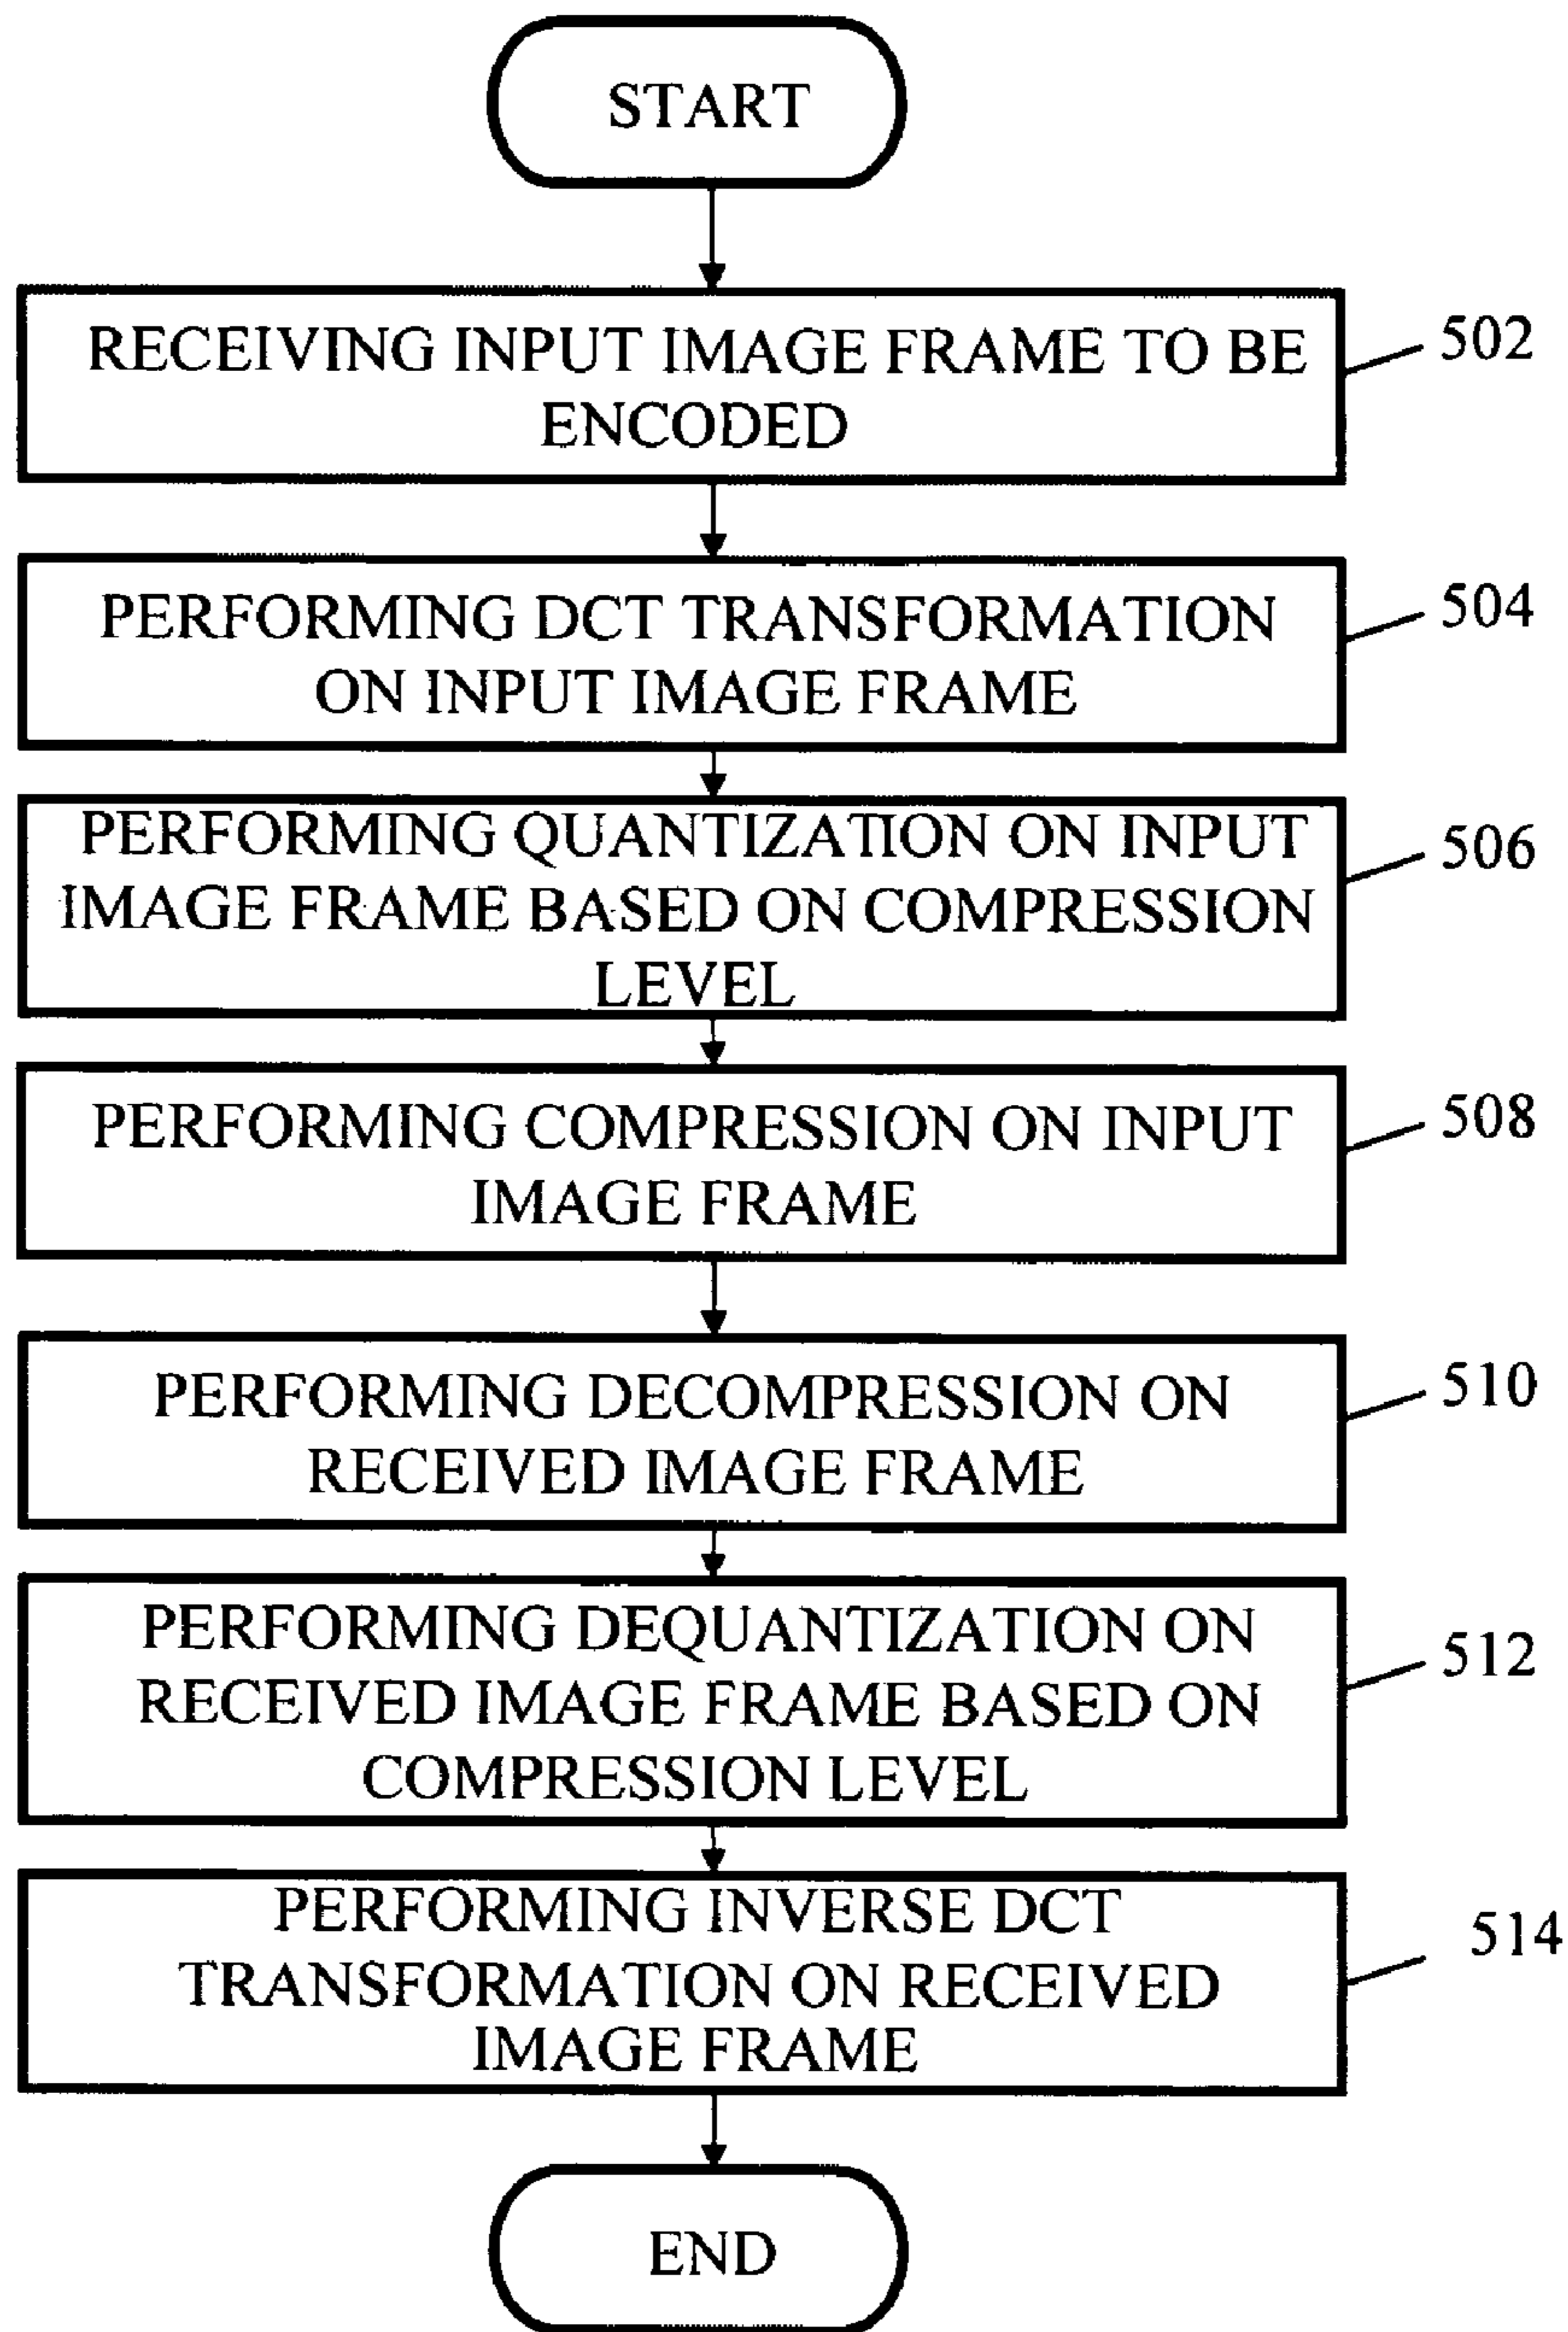 START
RECEIVING INPUT IMAGE FRAME TO BE
ENCODED
502
PERFORMING DCT TRANSFORMATION
ON INPUT IMAGE FRAME
504
PERFORMING QUANTIZATION ON INPUT
IMAGE FRAME BASED ON COMPRESSION
LEVEL
506
PERFORMING COMPRESSION ON INPUT
IMAGE FRAME
508
PERFORMING DECOMPRESSION ON
RECEIVED IMAGE FRAME
510
PERFORMING DEQUANTIZATION ON
RECEIVED IMAGE FRAME BASED ON
COMPRESSION LEVEL
512
PERFORMING INVERSE DCT
TRANSFORMATION ON RECEIVED
IMAGE FRAME
514
END